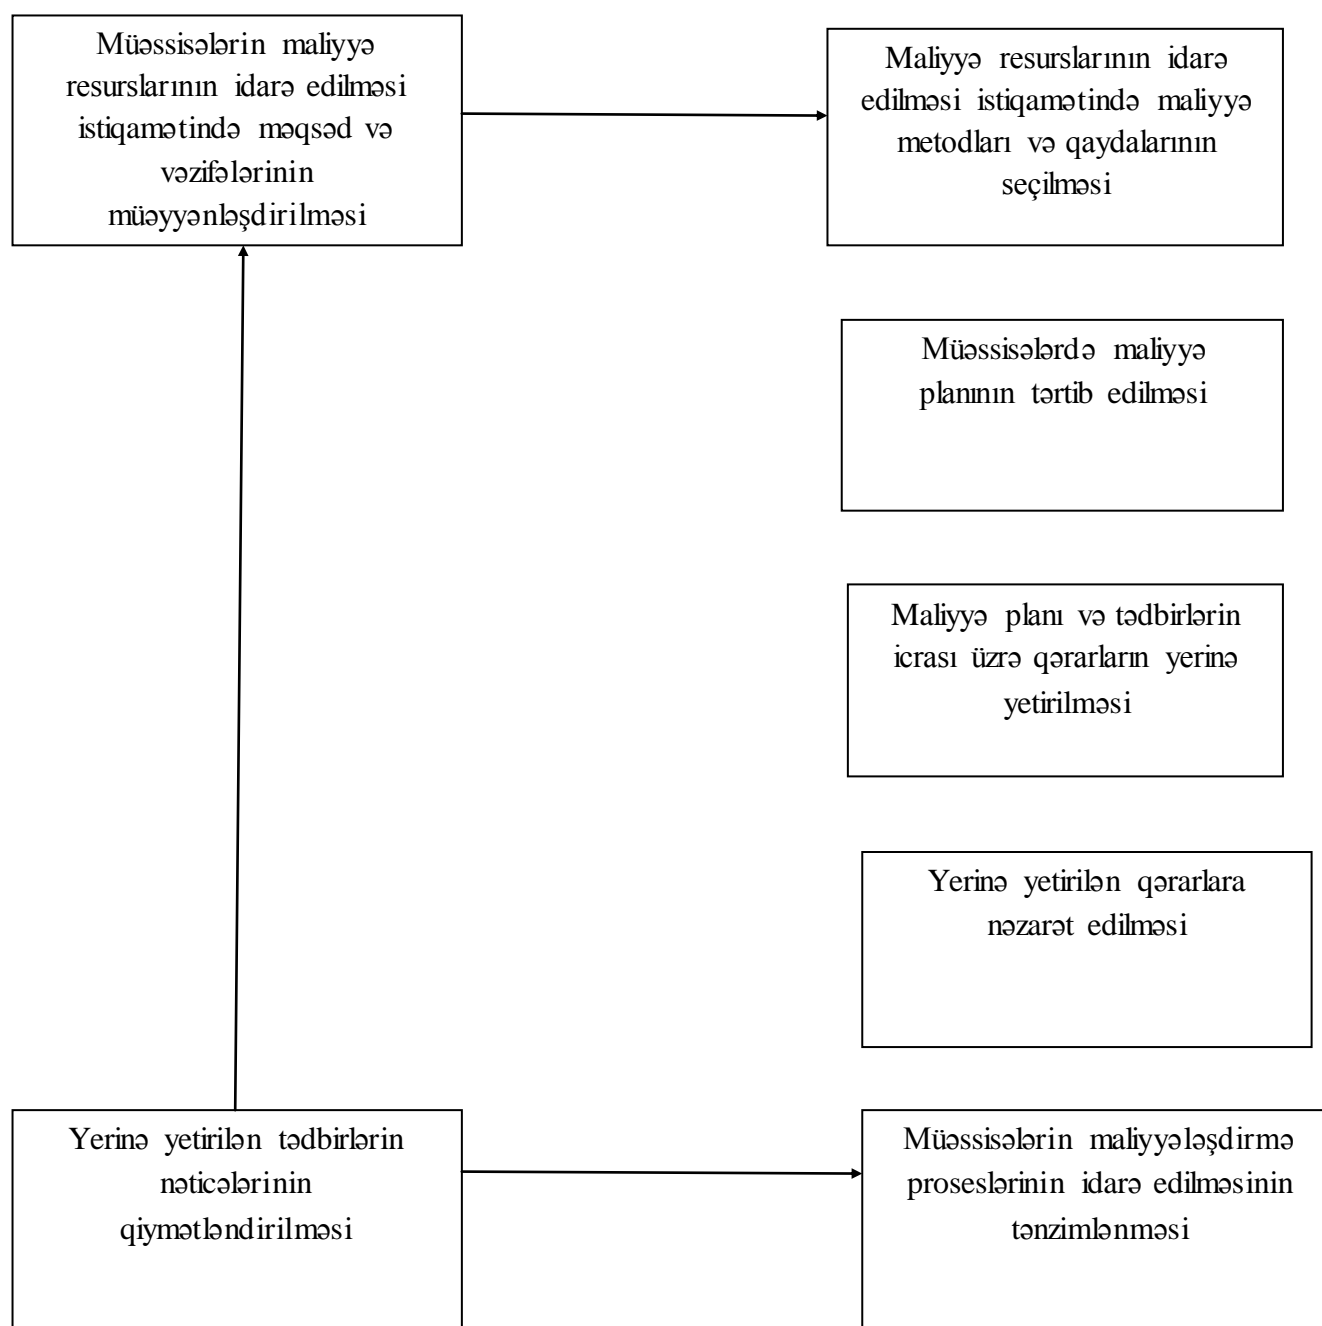 Müəssisələrin maliyyə
resurslarının idarə edilməsi
istiqamətində məqsəd və
vəzifələrinin
müəyyənləşdirilməsi
Maliyyə resurslarının idarə
edilməsi istiqamətində maliyyə
metodları və qaydalarının
seçilməsi
Müəssisələrdə maliyyə
planının tərtib edilməsi
Maliyyə planı və tədbirlərin
icrası üzrə qərarların yerinə
yetirilməsi
Yerinə yetirilən qərarlara
nəzarət edilməsi
Yerinə yetirilən tədbirlərin
nəticələrinin
qiymətləndirilməsi
Müəssisələrin maliyyələşdirmə
proseslərinin idarə edilməsinin
tənzimlənməsi